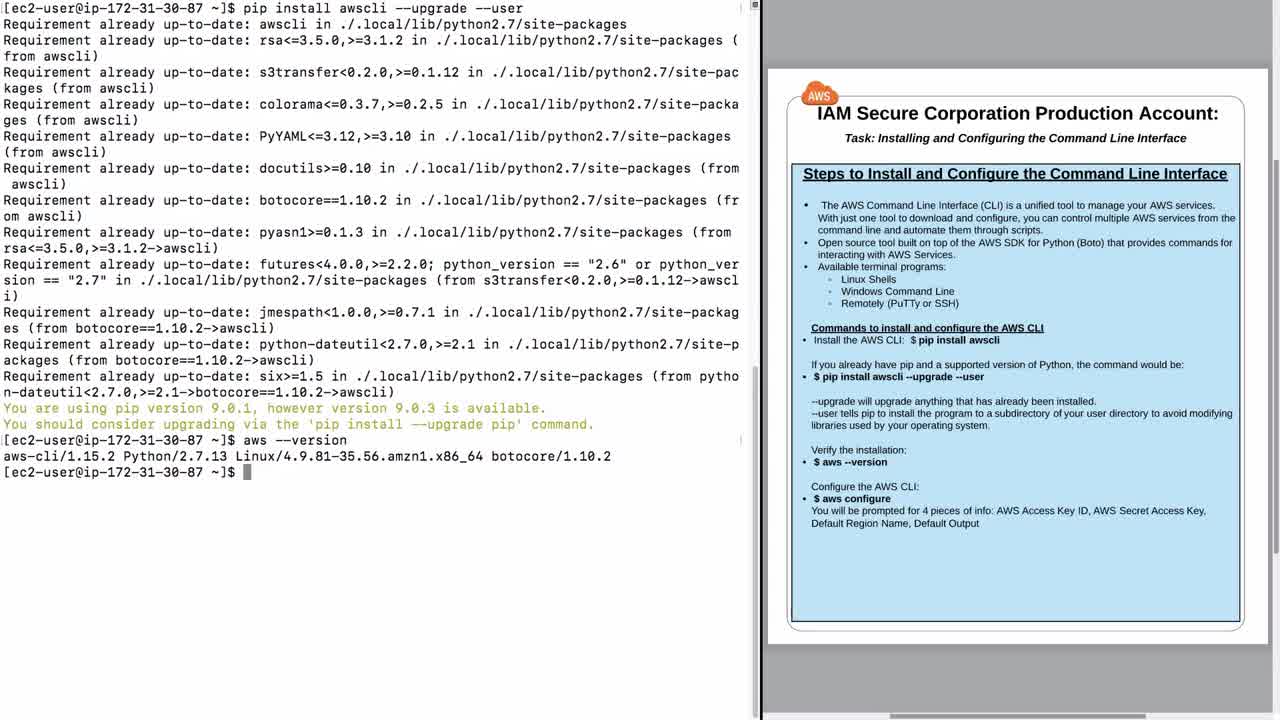 [ec2-user@ip-172-31-30-87 ~]$ pip install awscli --upgrade --user
Requirement already up-to-date: awscli in ./.local/lib/python2.7/site-packages
Requirement already up-to-date: rsa<=3.5.0,>=3.1.2 in ./.local/lib/python2.7/site-packages (
from awscli)
Requirement already up-to-date: s3transfer<0.2.0,>=0.1.12 in ./.local/lib/python2.7/site-pac
kages (from awscli)
Requirement already up-to-date: colorama<=0.3.7,>=0.2.5 in ./.local/lib/python2.7/site-packa
ges (from awscli)
Requirement already up-to-date: PyYAML<=3.12,>=3.10 in ./.local/lib/python2.7/site-packages
(from awscli)
Requirement already up-to-date: docutils>=0.10 in ./.local/lib/python2.7/site-packages (from
 awscli)
Requirement already up-to-date: botocore==1.10.2 in ./.local/lib/python2.7/site-packages (fr
om awscli)
Requirement already up-to-date: pyasn1>=0.1.3 in ./.local/lib/python2.7/site-packages (from
rsa<=3.5.0,>=3.1.2->awscli)
Requirement already up-to-date: futures<4.0.0,>=2.2.0; python_version == "2.6" or python_ver
sion == "2.7" in ./.local/lib/python2.7/site-packages (from s3transfer<0.2.0,>=0.1.12->awscl
i)
Requirement already up-to-date: jmespath<1.0.0,>=0.7.1 in ./.local/lib/python2.7/site-packag
es (from botocore==1.10.2->awscli)
Requirement already up-to-date: python-dateutil<2.7.0,>=2.1 in ./.local/lib/python2.7/site-p
ackages (from botocore==1.10.2->awscli)
Requirement already up-to-date: six>=1.5 in ./.local/lib/python2.7/site-packages (from pytho
n-dateutil<2.7.0,>=2.1->botocore==1.10.2->awscli)
You are using pip version 9.0.1, however version 9.0.3 is available.
You should consider upgrading via the 'pip install --upgrade pip' command.
[ec2-user@ip-172-31-30-87 ~]$ aws --version
aws-cli/1.15.2 Python/2.7.13 Linux/4.9.81-35.56.amzn1.x86_64 botocore/1.10.2
[ec2-user@ip-172-31-30-87 ~]$
AWS
IAM Secure Corporation Production Account:
Task: Installing and Configuring the Command Line Interface
Steps to Install and Configure the Command Line Interface
• The AWS Command Line Interface (CLI) is a unified tool to manage your AWS services.
With just one tool to download and configure, you can control multiple AWS services from the
command line and automate them through scripts.
• Open source tool built on top of the AWS SDK for Python (Boto) that provides commands for
interacting with AWS Services.
• Available terminal programs:
◦ Linux Shells
◦ Windows Command Line
◦ Remotely (PuTTy or SSH)
Commands to install and configure the AWS CLI
• Install the AWS CLI: $ pip install awscli
If you already have pip and a supported version of Python, the command would be:
• $ pip install awscli --upgrade --user
--upgrade will upgrade anything that has already been installed.
--user tells pip to install the program to a subdirectory of your user directory to avoid modifying
libraries used by your operating system.
Verify the installation:
• $ aws --version
Configure the AWS CLI:
• $ aws configure
You will be prompted for 4 pieces of info: AWS Access Key ID, AWS Secret Access Key,
Default Region Name, Default Output